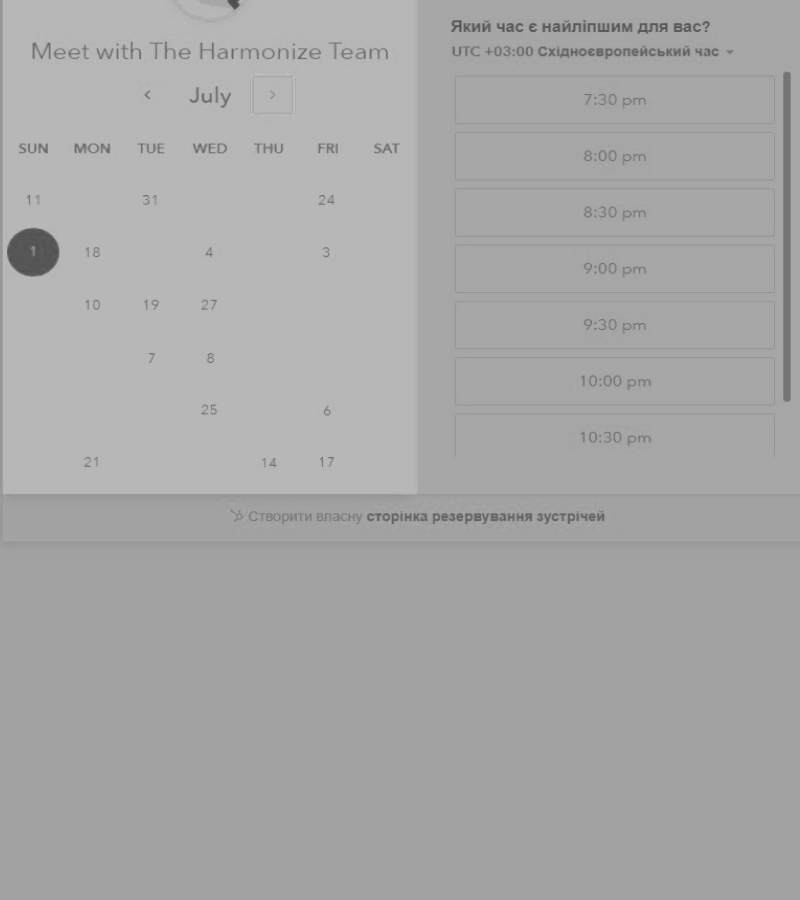 Meet with The Harmonize Team
July
SUN MON TUE WED THU FRI SAT
11 31 24
1 18 4 3
10 19 27
7 8
25 6
21 14 17
Який час є найліпшим для вас?
UTC +03:00 Східноєвропейський час
7:30 pm
8:00 pm
8:30 pm
9:00 pm
9:30 pm
10:00 pm
10:30 pm
Створити власну сторінка резервування зустрічей